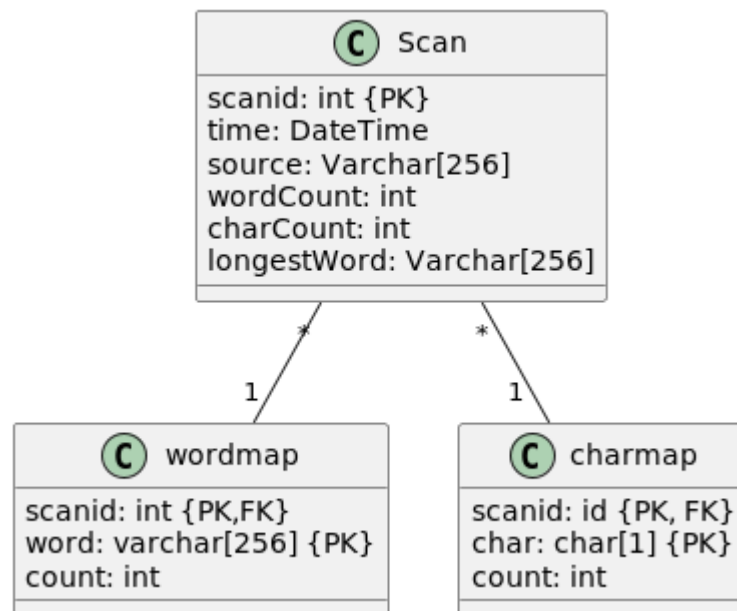 C Scan
scanid: int {PK}
time: DateTime
source: Varchar[256]
wordCount: int
charCount: int
longestWord: Varchar[256]
* *
1 1
C wordmap
scanid: int {PK,FK}
word: varchar[256] {PK}
count: int
C charmap
scanid: id {PK, FK}
char: char[1] {PK}
count: int